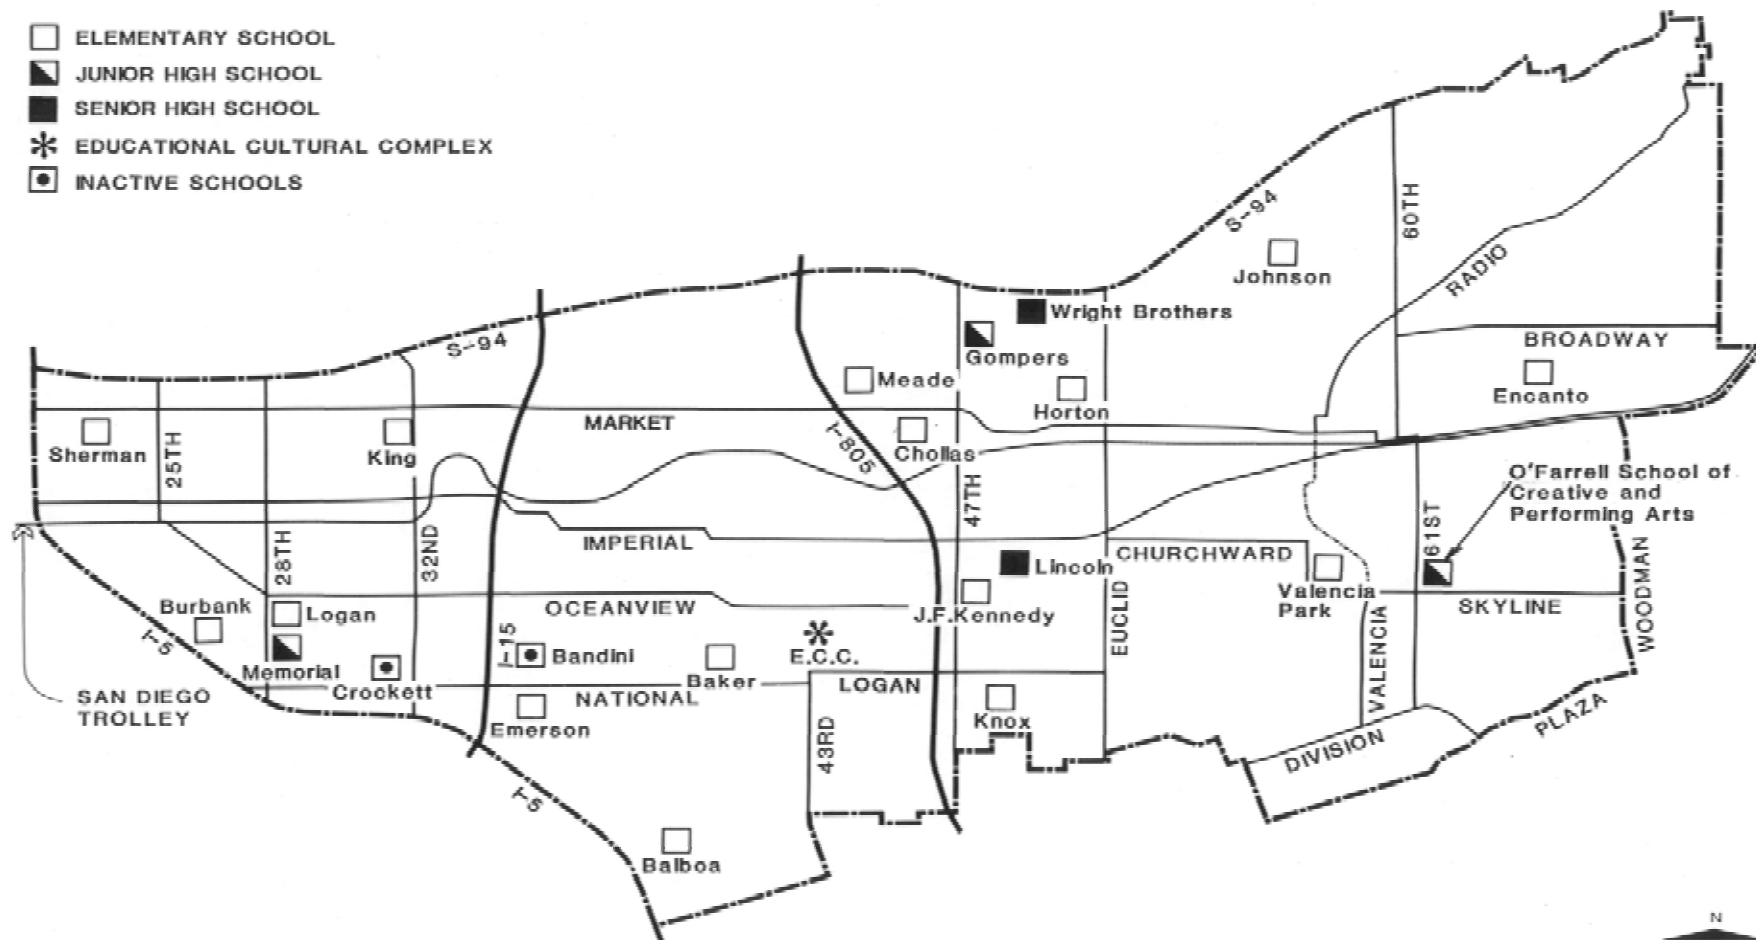 ELEMENTARY SCHOOL
JUNIOR HIGH SCHOOL
SENIOR HIGH SCHOOL
EDUCATIONAL CULTURAL COMPLEX
INACTIVE SCHOOLS
S-94
60TH
Johnson
RADIO
Wright Brothers
BROADWAY
S-94
Gompers
Meade
Encanto
Horton
MARKET
Sherman
25TH
King
I-805
Chollas
O'Farrell School of
Creative and
Performing Arts
47TH
61ST
28TH
32ND
IMPERIAL
CHURCHWARD
WOODMAN
Lincoln
Valencia
Park
Burbank
Logan
OCEANVIEW
J.F.Kennedy
EUCLID
SKYLINE
I-5
I-15
Bandini
E.C.C.
VALENCIA
Memorial
Crockett
Baker
LOGAN
SAN DIEGO
TROLLEY
NATIONAL
Emerson
43RD
Knox
PLAZA
DIVISION
I-5
Balboa
N